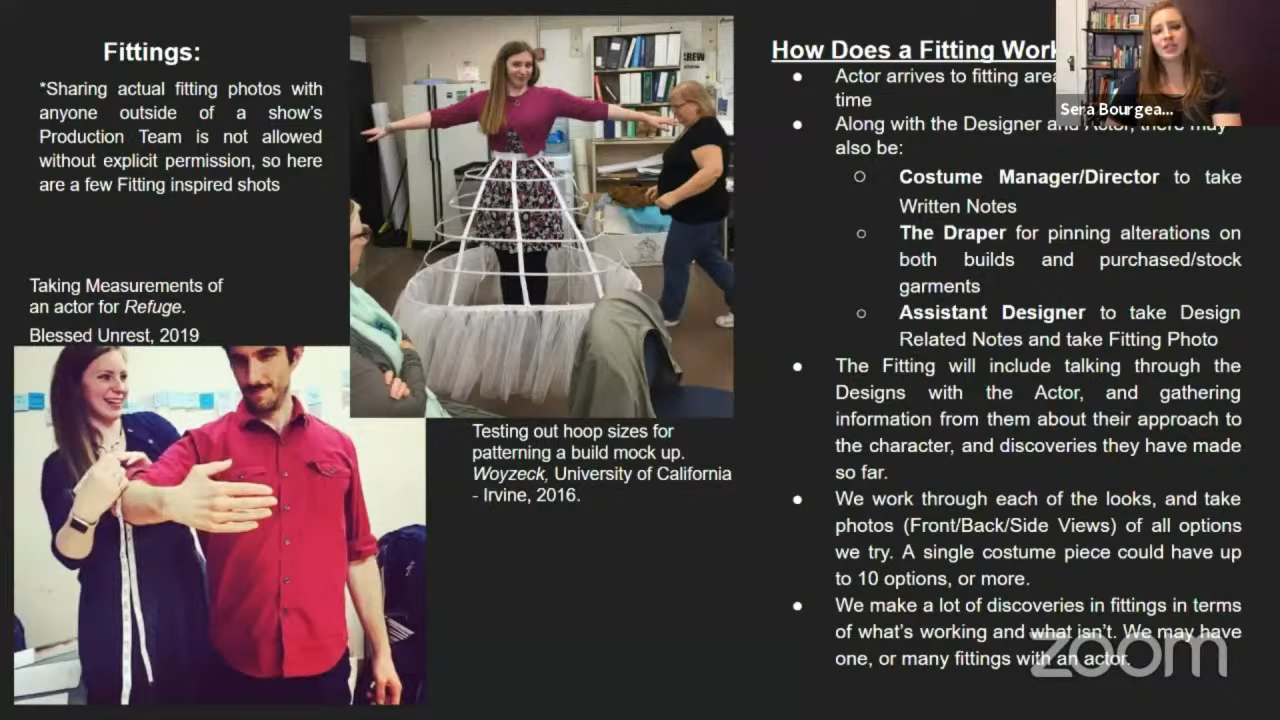 Fittings:
*Sharing actual fitting photos with
anyone outside of a show's
Production Team is not allowed
without explicit permission, so here
are a few Fitting inspired shots
Taking Measurements of
an actor for Refuge.
Blessed Unrest, 2019
Testing out hoop sizes for
patterning a build mock up.
Woyzeck, University of California
- Irvine, 2016.
How Does a Fitting Work
● Actor arrives to fitting area
time
● Along with the Designer and Actor, there may
also be:
○ Costume Manager/Director to take
Written Notes
○ The Draper for pinning alterations on
both builds and purchased/stock
garments
○ Assistant Designer to take Design
Related Notes and take Fitting Photo
● The Fitting will include talking through the
Designs with the Actor, and gathering
information from them about their approach to
the character, and discoveries they have made
so far.
● We work through each of the looks, and take
photos (Front/Back/Side Views) of all options
we try. A single costume piece could have up
to 10 options, or more.
● We make a lot of discoveries in fittings in terms
of what's working and what isn't. We may have
one, or many fittings with an actor.
Sera Bourgea...
zoom